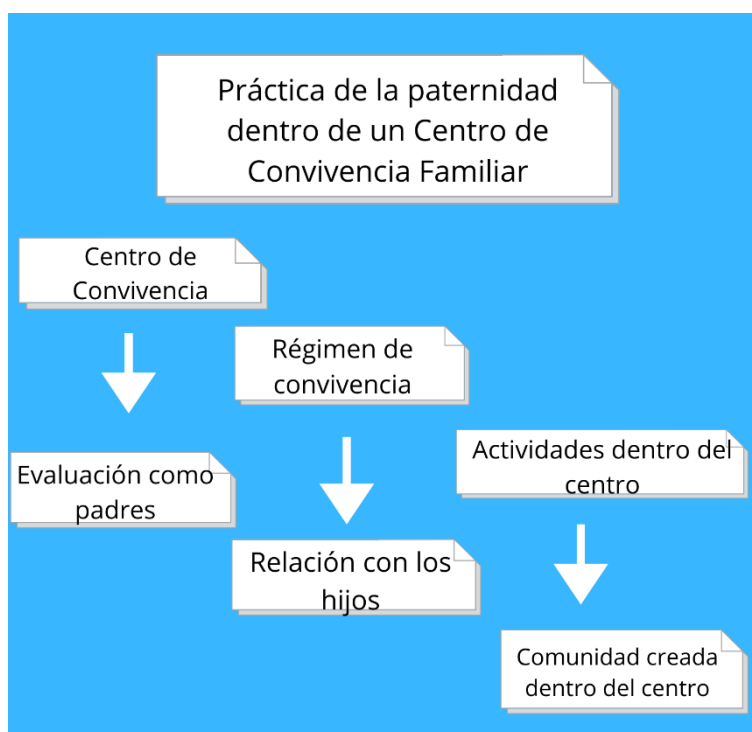 Práctica de la paternidad
dentro de un Centro de
Convivencia Familiar
Centro de
Convivencia
Evaluación como
padres
Régimen de
convivencia
Relación con los
hijos
Actividades dentro del
centro
Comunidad creada
dentro del centro